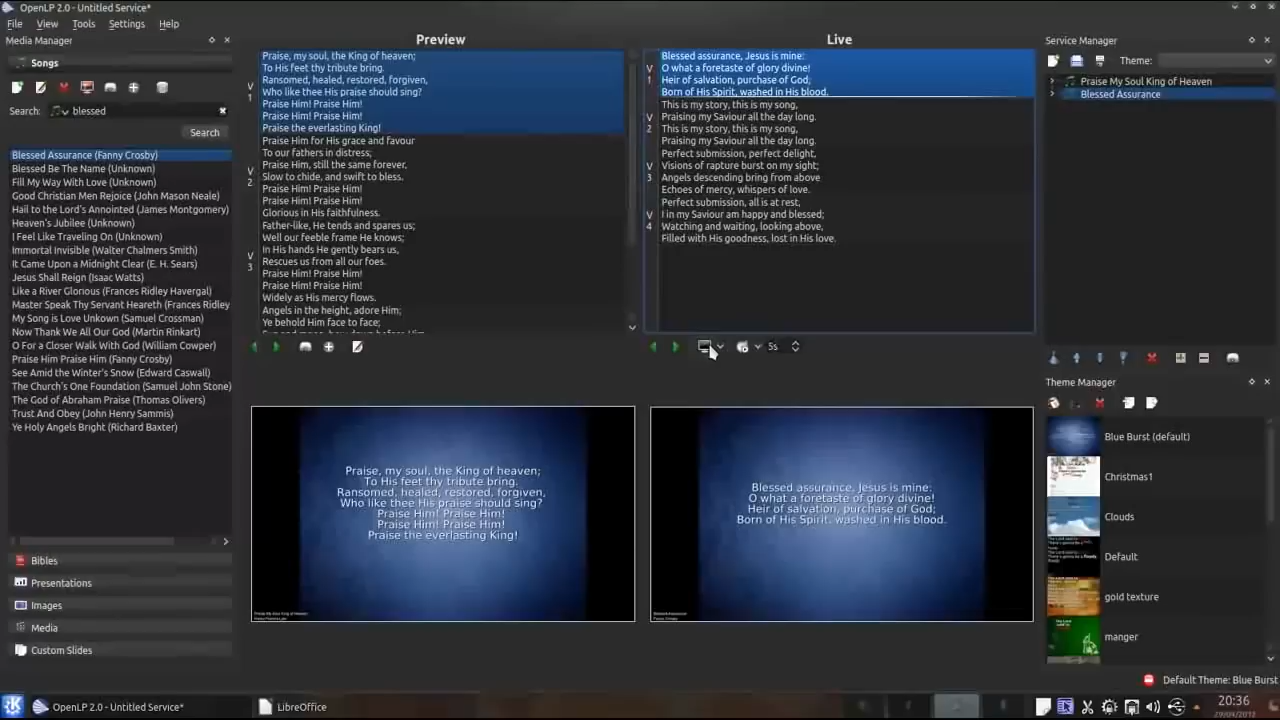 OpenLP 2.0 - Untitled Service*
File View Tools Settings Help
Media Manager
Songs
Search: blessed
Search
Blessed Assurance (Fanny Crosby)
Blessed Be The Name (Unknown)
Fill My Way With Love (Unknown)
Good Christian Men Rejoice (John Mason Neale)
Hail to the Lord's Annointed (James Montgomery)
Heaven's Jubilee (Unknown)
I Feel Like Traveling On (Unknown)
Immortal Invisible (Walter Chalmers Smith)
It Came Upon a Midnight Clear (E. H. Sears)
Jesus Shall Reign (Isaac Watts)
Like a River Glorious (Frances Ridley Havergal)
Master Speak Thy Servant Heareth (Frances Ridley
My Song is Love Unkown (Samuel Crossman)
Now Thank We All Our God (Martin Rinkart)
O For a Closer Walk With God (William Cowper)
Praise Him Praise Him (Fanny Crosby)
See Amid the Winter's Snow (Edward Caswall)
The Church's One Foundation (Samuel John Stone)
The God of Abraham Praise (Thomas Olivers)
Trust And Obey (John Henry Sammis)
Ye Holy Angels Bright (Richard Baxter)
Bibles
Presentations
Images
Media
Custom Slides
Preview
V
1
Praise, my soul, the King of heaven;
To His feet thy tribute bring.
Ransomed, healed, restored, forgiven,
Who like thee His praise should sing?
Praise Him! Praise Him!
Praise Him! Praise Him!
Praise the everlasting King!
V
2
Praise Him for His grace and favour
To our fathers in distress;
Praise Him, still the same forever,
Slow to chide, and swift to bless.
Praise Him! Praise Him!
Praise Him! Praise Him!
Glorious in His faithfulness.
V
3
Father-like, He tends and spares us;
Well our feeble frame He knows;
In His hands He gently bears us,
Rescues us from all our foes.
Praise Him! Praise Him!
Praise Him! Praise Him!
Widely as His mercy flows.
Angels in the height, adore Him;
Ye behold Him face to face;
Praise, my soul, the King of heaven;
To His feet thy tribute bring.
Ransomed, healed, restored, forgiven,
Who like thee His praise should sing?
Praise Him! Praise Him!
Praise Him! Praise Him!
Praise the everlasting King!
Live
V
1
Blessed assurance, Jesus is mine:
O what a foretaste of glory divine!
Heir of salvation, purchase of God;
Born of His Spirit, washed in His blood.
V
2
This is my story, this is my song,
Praising my Saviour all the day long.
This is my story, this is my song,
Praising my Saviour all the day long.
V
3
Perfect submission, perfect delight,
Visions of rapture burst on my sight;
Angels descending bring from above
Echoes of mercy, whispers of love.
V
4
Perfect submission, all is at rest,
I in my Saviour am happy and blessed;
Watching and waiting, looking above,
Filled with His goodness, lost in His love.
5s
Blessed assurance, Jesus is mine:
O what a foretaste of glory divine!
Heir of salvation, purchase of God;
Born of His Spirit, washed in His blood.
Service Manager
Theme:
Praise My Soul King of Heaven
Blessed Assurance
Theme Manager
Blue Burst (default)
Christmas1
Clouds
Default
gold texture
manger
Default Theme: Blue Burst
OpenLP 2.0 - Untitled Service*
LibreOffice
20:36
29/04/2012